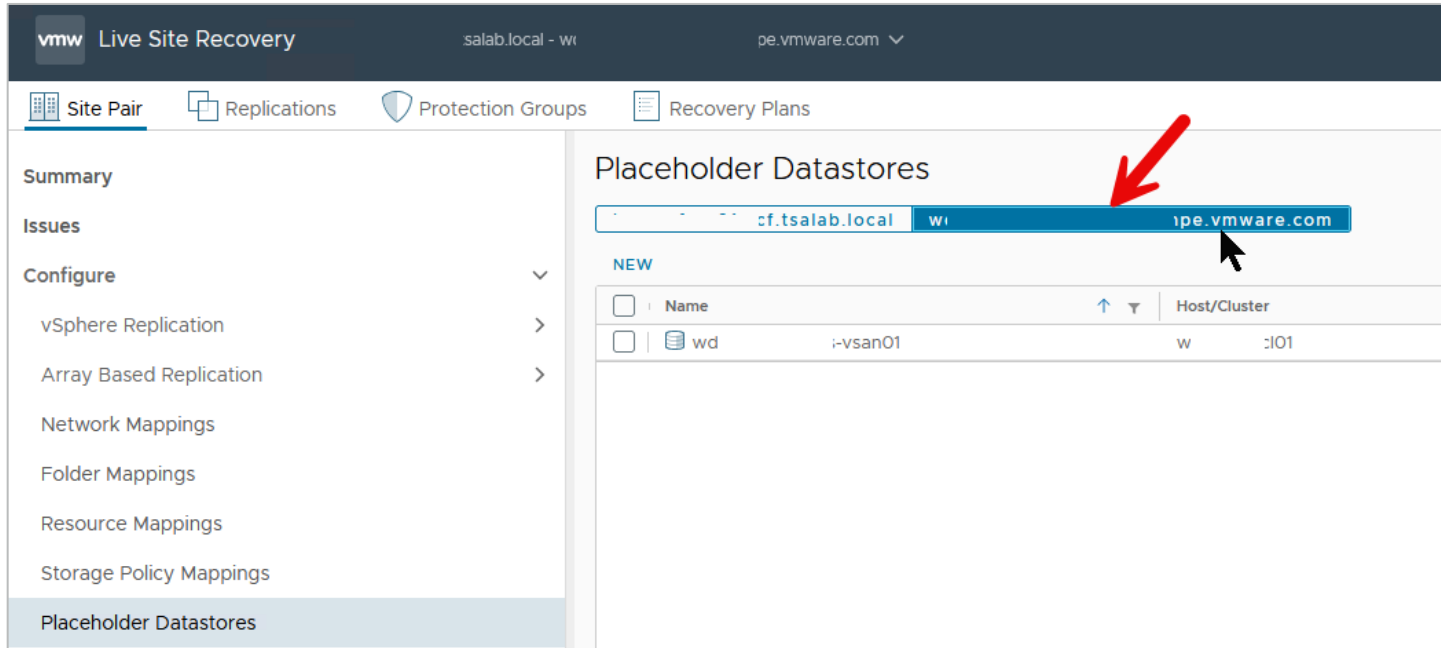 vmw Live Site Recovery salab.local - pe.vmware.com
Site Pair Replications Protection Groups Recovery Plans
Summary
Issues
Configure
vSphere Replication
Array Based Replication
Network Mappings
Folder Mappings
Resource Mappings
Storage Policy Mappings
Placeholder Datastores
Placeholder Datastores
cf.tsalab.local pe.vmware.com
NEW
Name Host/Cluster
wd -vsan01 w l01